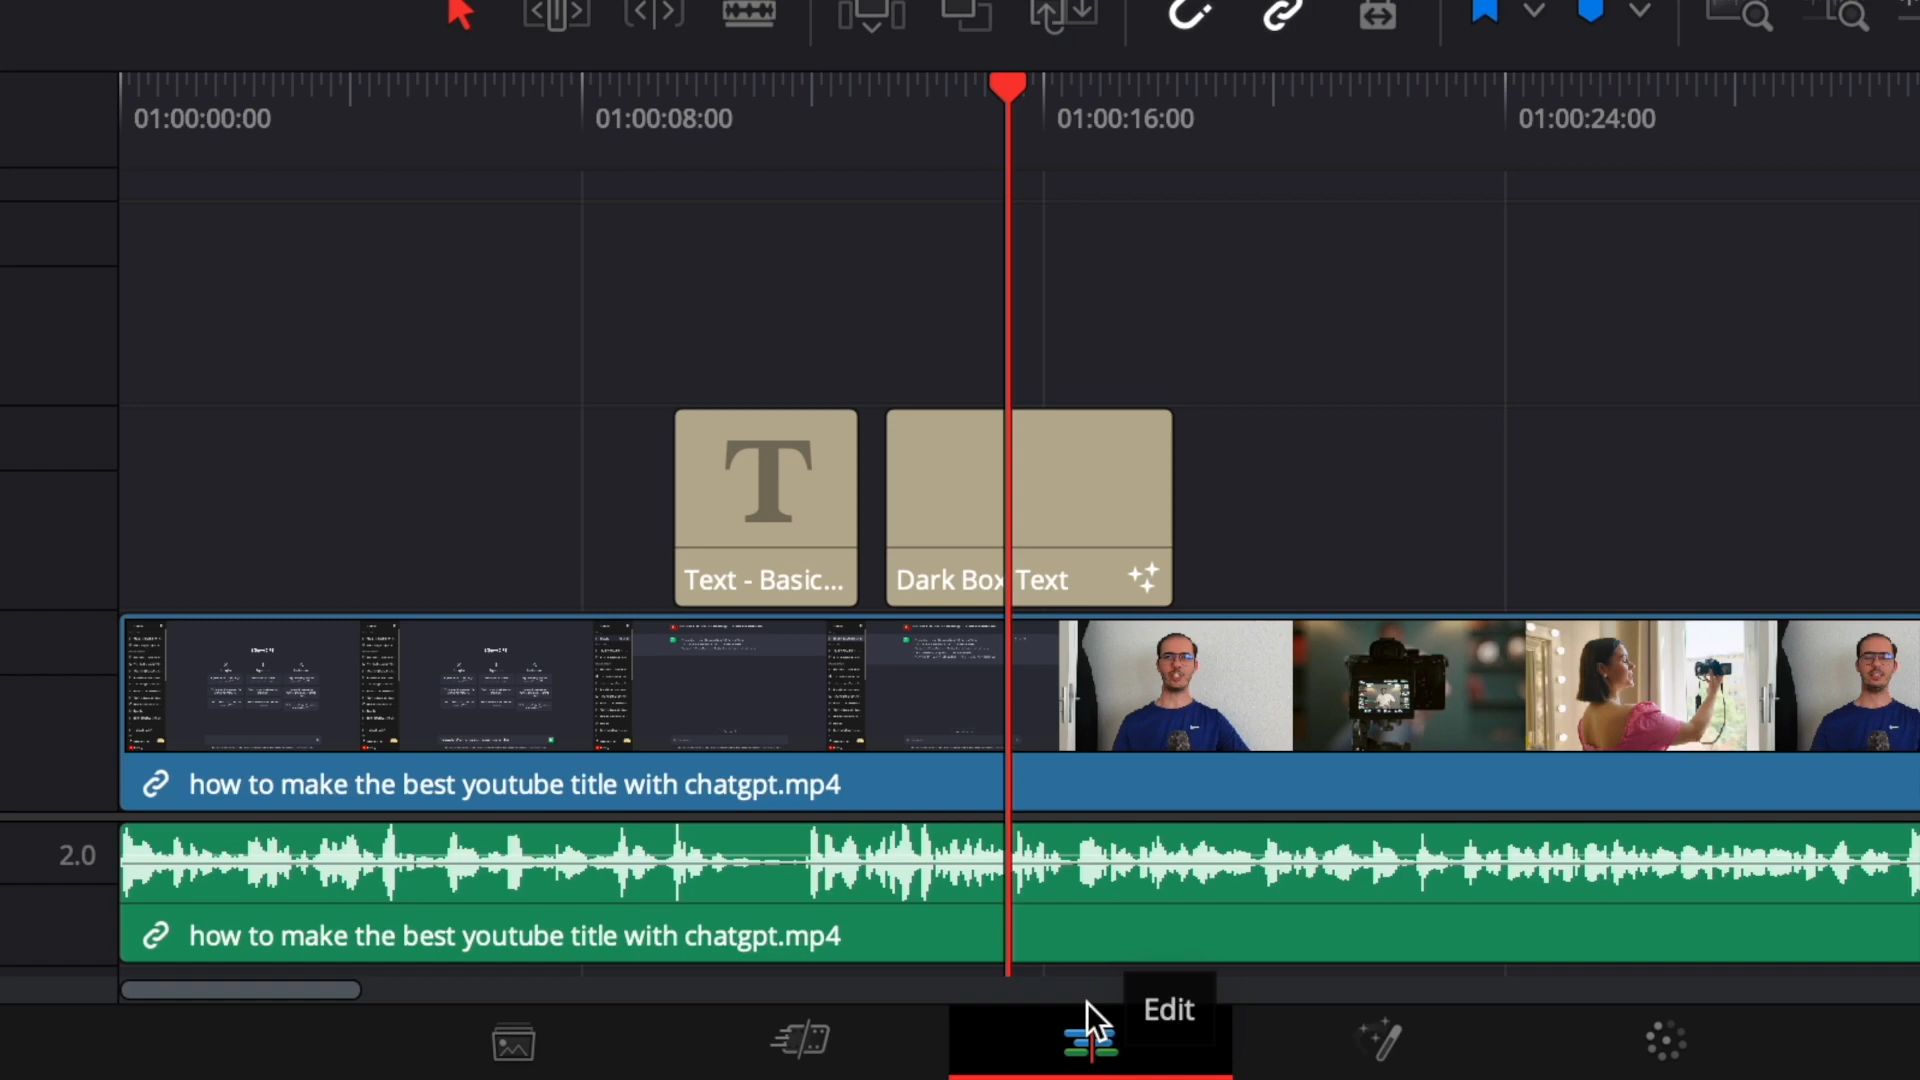 01:00:00:00
01:00:08:00
01:00:16:00
01:00:24:00
T
Text - Basic...
Dark Box Text
how to make the best youtube title with chatgpt.mp4
2.0
how to make the best youtube title with chatgpt.mp4
Edit